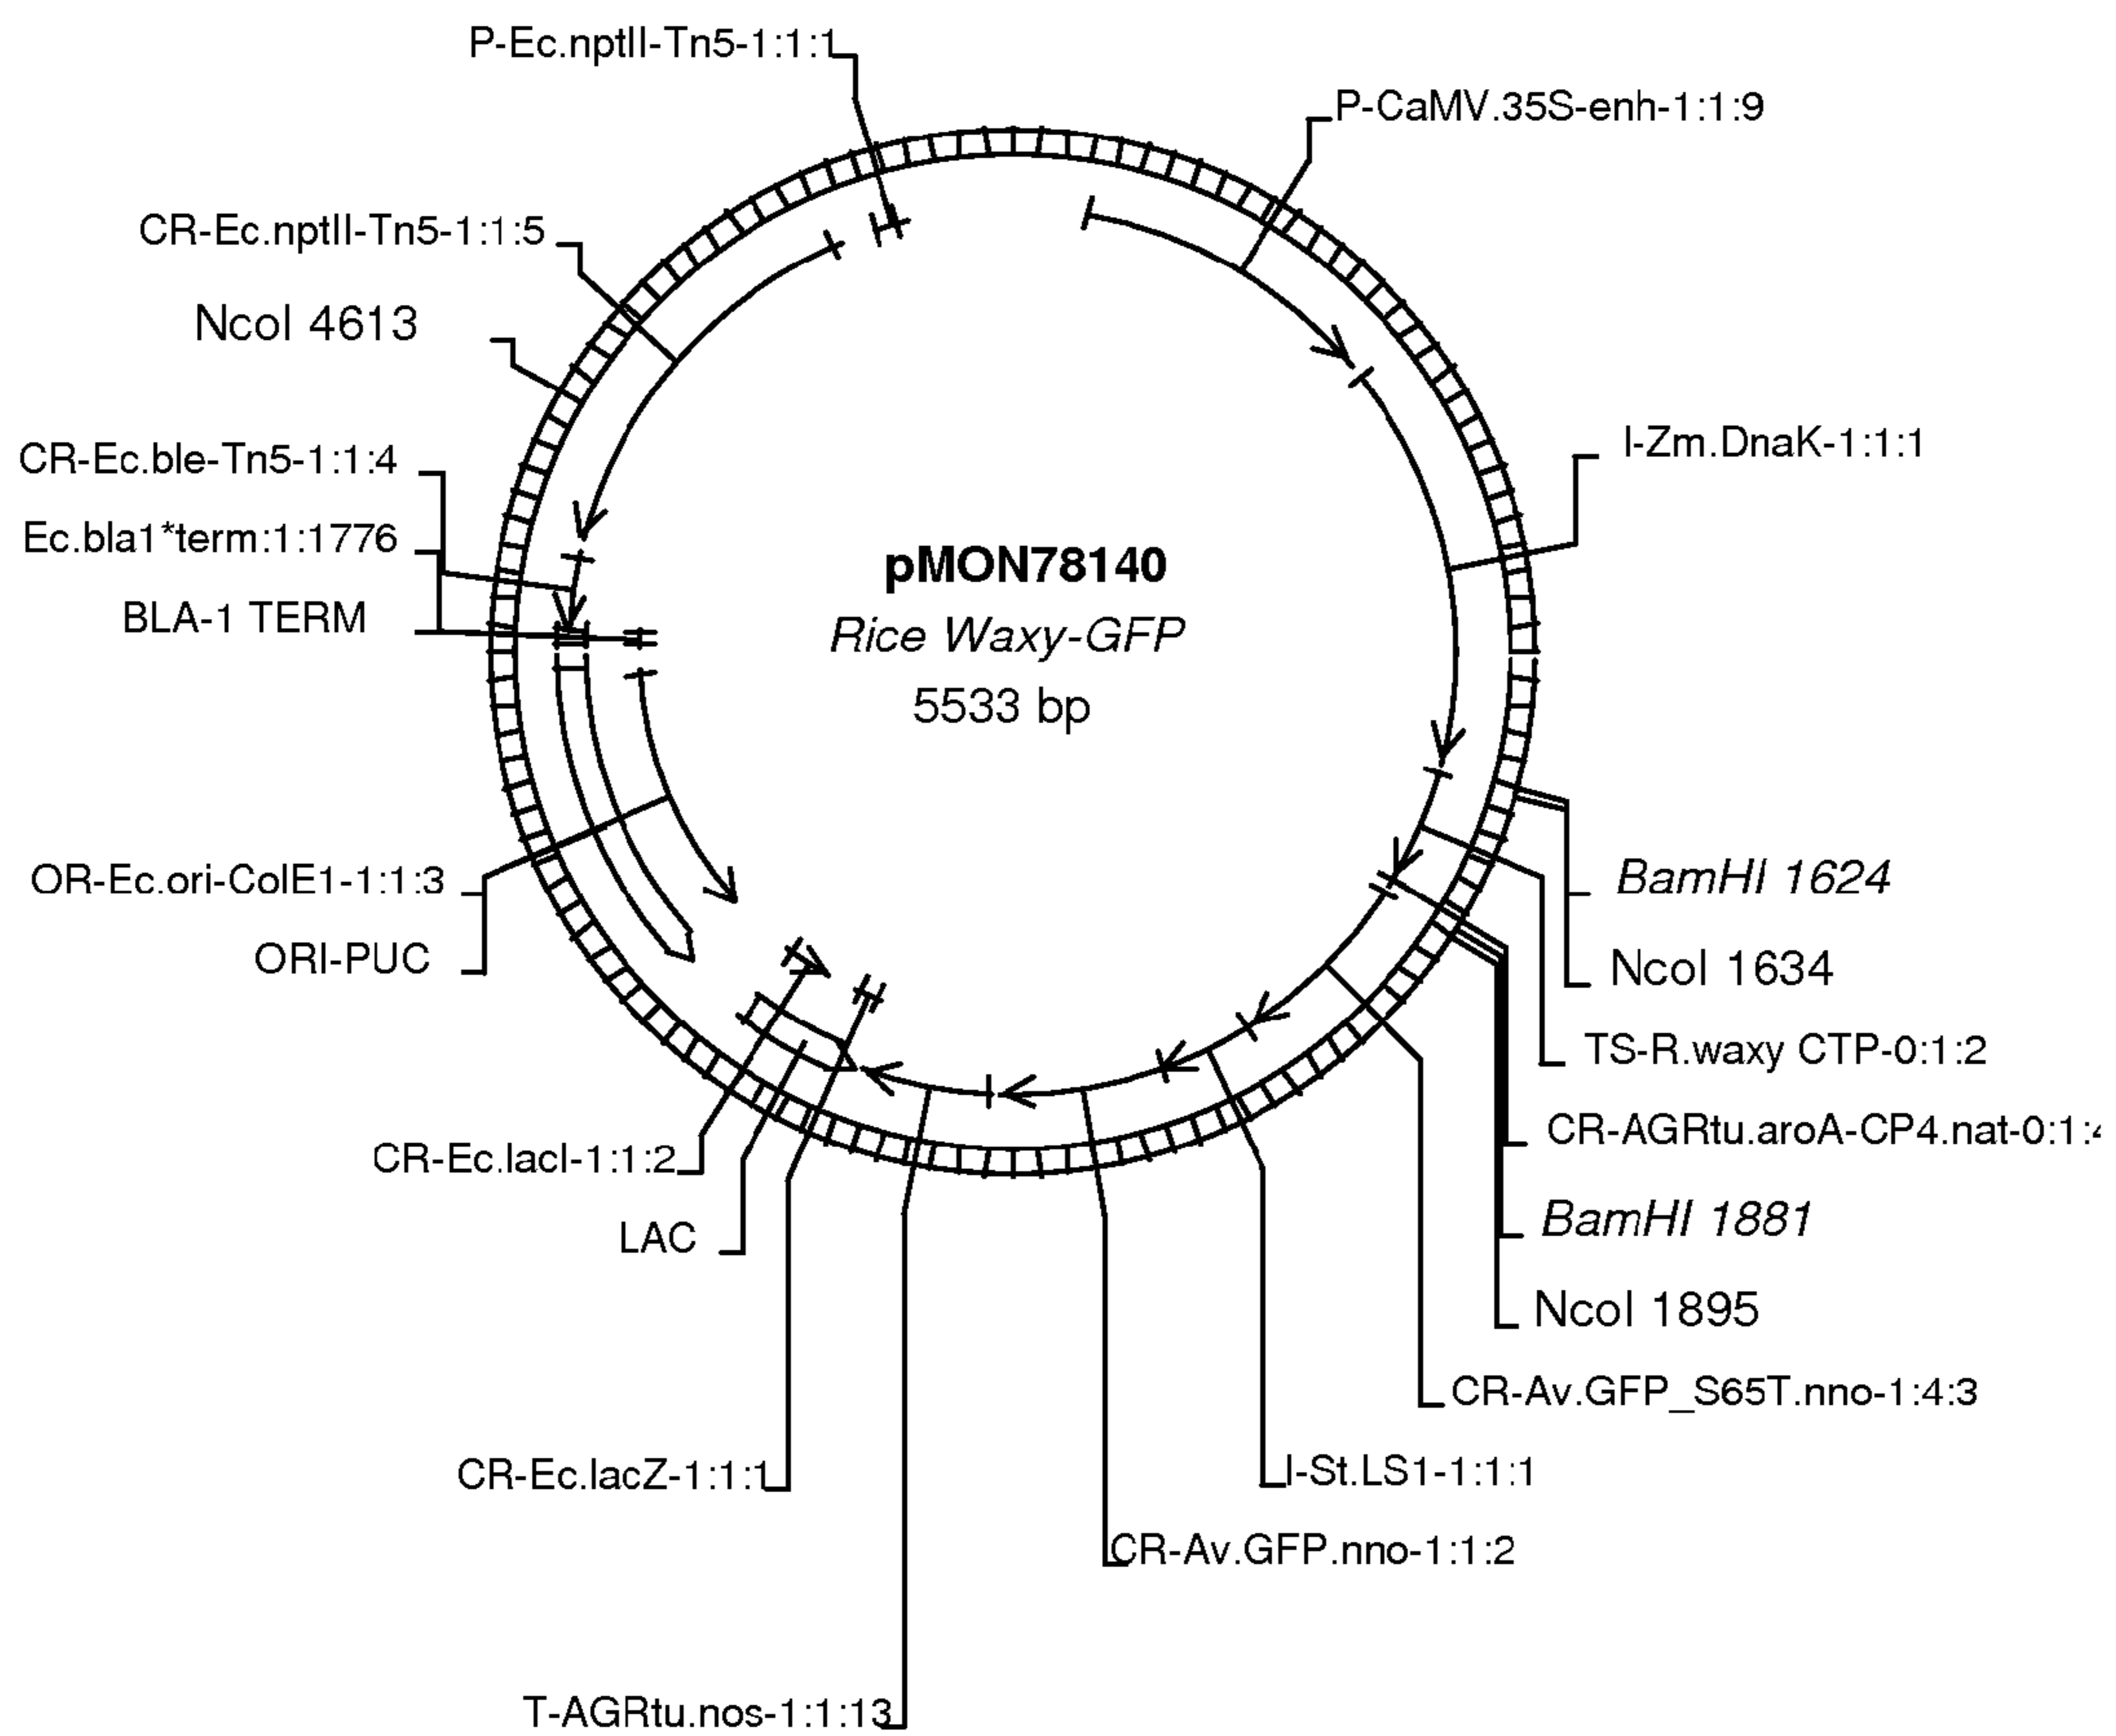 P-Ec.nptII-Tn5-1:1:1
P-CaMV.35S-enh-1:1:9
CR-Ec.nptII-Tn5-1:1:5
NcoI 4613
I-Zm.DnaK-1:1:1
CR-Ec.ble-Tn5-1:1:4
Ec.bla1*term:1:1776
BLA-1 TERM
pMON78140
Rice Waxy-GFP
5533 bp
OR-Ec.ori-ColE1-1:1:3
ORI-PUC
BamHI 1624
NcoI 1634
TS-R.waxy CTP-0:1:2
CR-AGRtu.aroA-CP4.nat-0:1:4
CR-Ec.lacI-1:1:2
LAC
BamHI 1881
NcoI 1895
CR-Av.GFP_S65T.nno-1:4:3
CR-Ec.lacZ-1:1:1
I-St.LS1-1:1:1
CR-Av.GFP.nno-1:1:2
T-AGRtu.nos-1:1:13